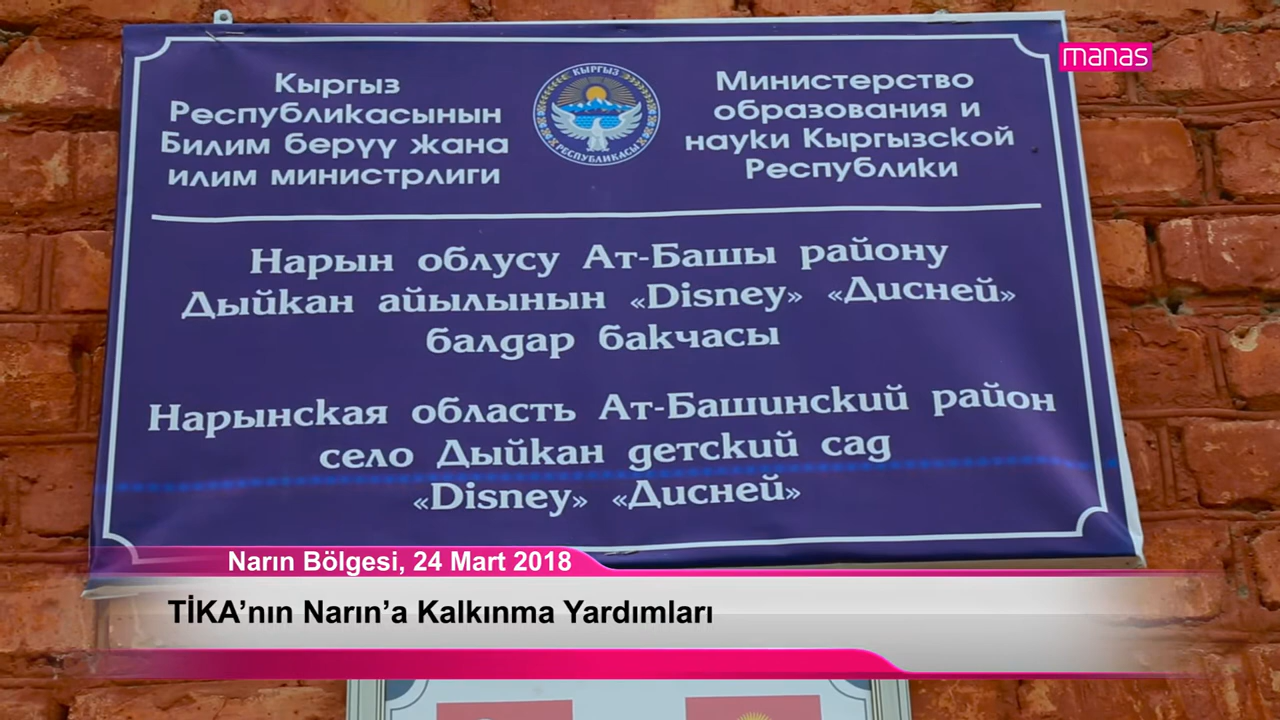 manas
Кыргыз
Республикасынын
Билим берүү жана
илим министрлиги
КЫРГЫЗ
РЕСПУБЛИКАСЫ
Министерство
образования и
науки Кыргызской
Республики
Нарын облусу Ат-Башы району
Дыйкан айылынын «Disney» «Дисней»
балдар бакчасы
Нарынская область Ат-Башинский район
село Дыйкан детский сад
«Disney» «Дисней»
Narın Bölgesi, 24 Mart 2018
TİKA’nın Narın’a Kalkınma Yardımları